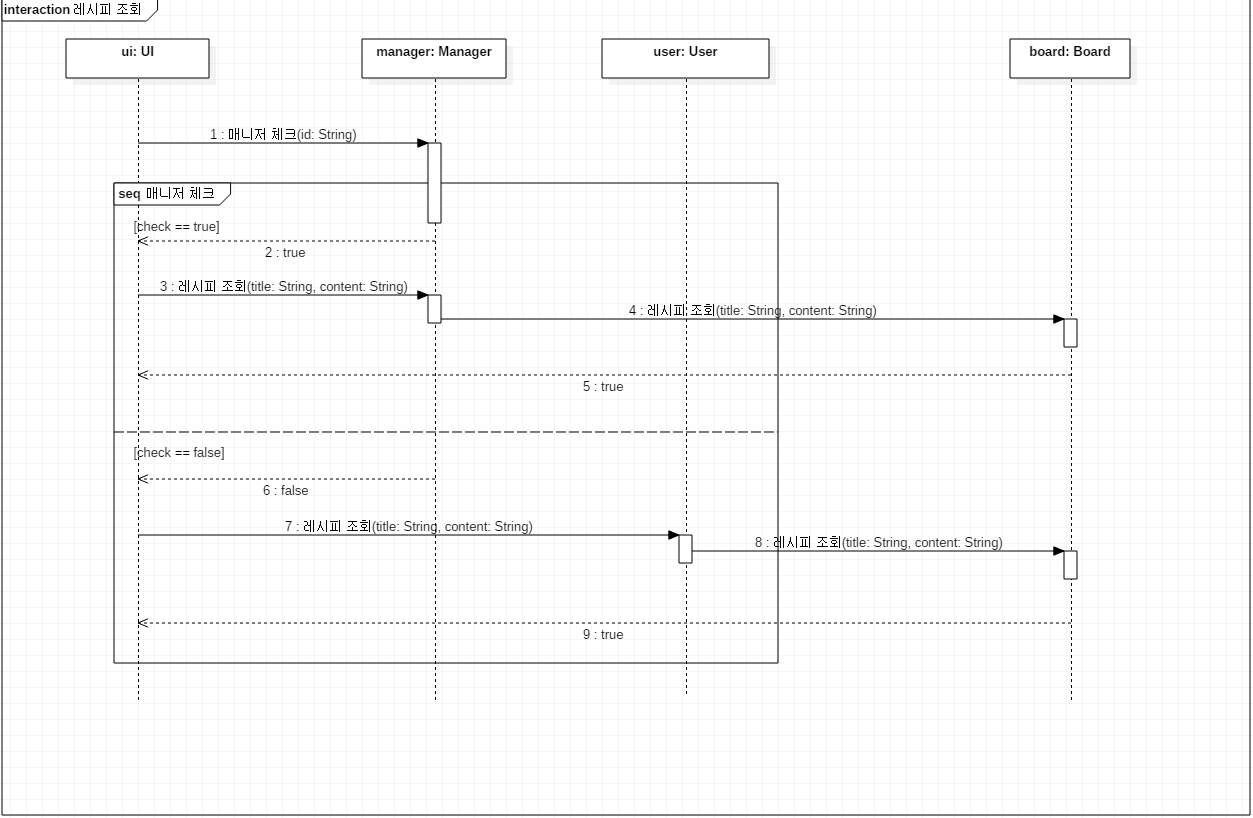 interaction 레시피 조회
ui: UI
manager: Manager
user: User
board: Board
1 : 매니저 체크(id: String)
seq 매니저 체크
[check == true]
2 : true
3 : 레시피 조회(title: String, content: String)
4 : 레시피 조회(title: String, content: String)
5 : true
[check == false]
6 : false
7 : 레시피 조회(title: String, content: String)
8 : 레시피 조회(title: String, content: String)
9 : true